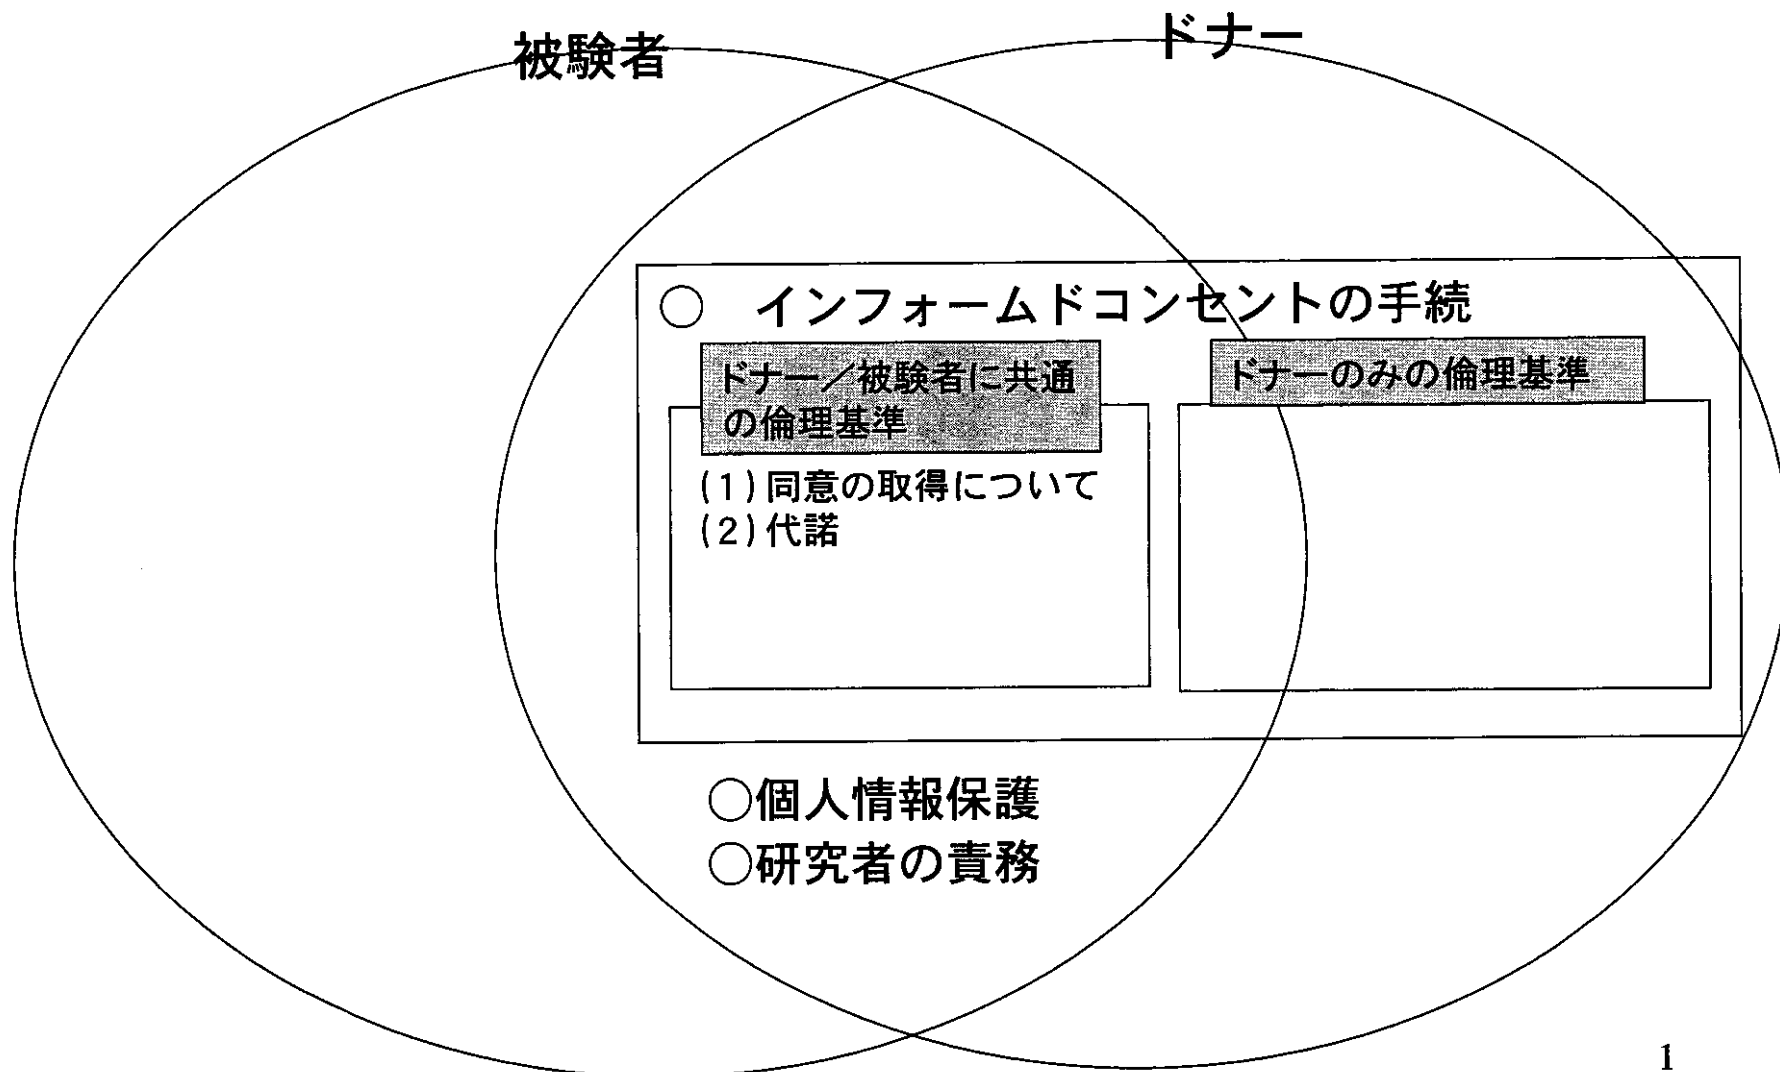 被験者
ドナー
○　インフォームドコンセントの手続
ドナー／被験者に共通
の倫理基準
(1)同意の取得について
(2)代諾
ドナーのみの倫理基準
○個人情報保護
○研究者の責務
1